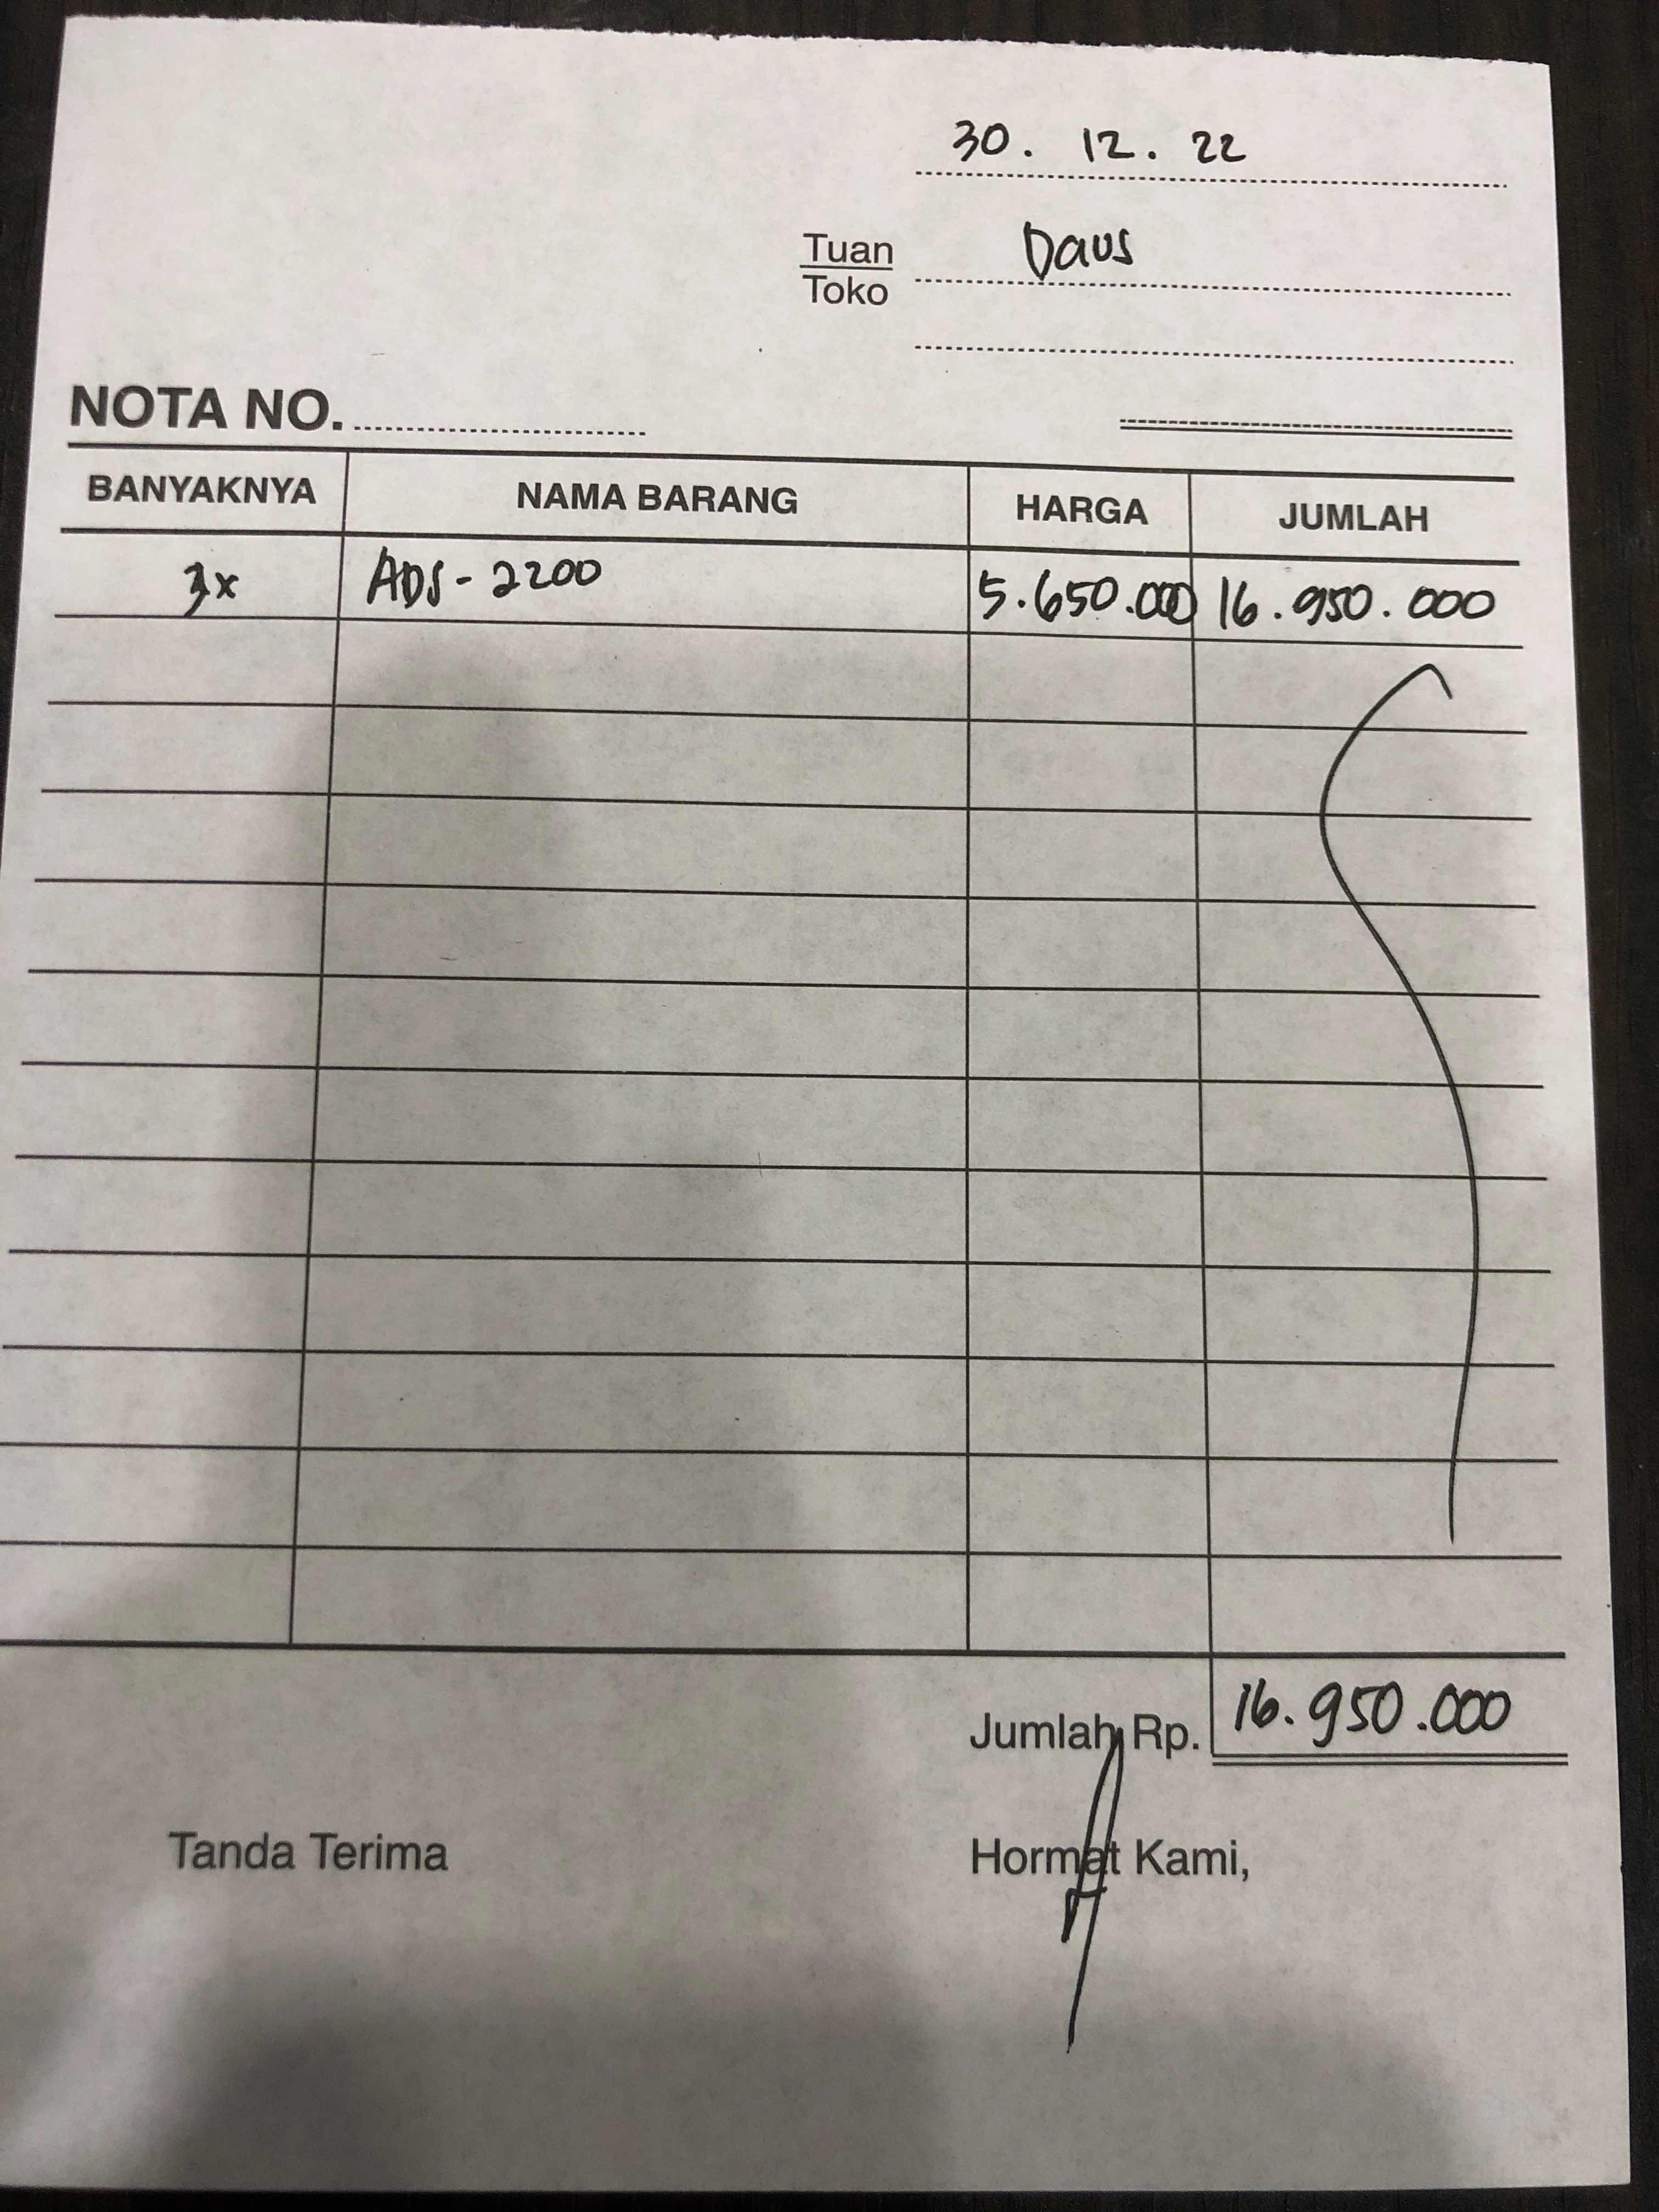 30. 12. 22
Tuan Daus
Toko
NOTA NO.
BANYAKNYA NAMA BARANG HARGA JUMLAH
3x ADS-2200 5.650.000 16.950.000
Jumlah Rp. 16.950.000
Tanda Terima Hormat Kami,